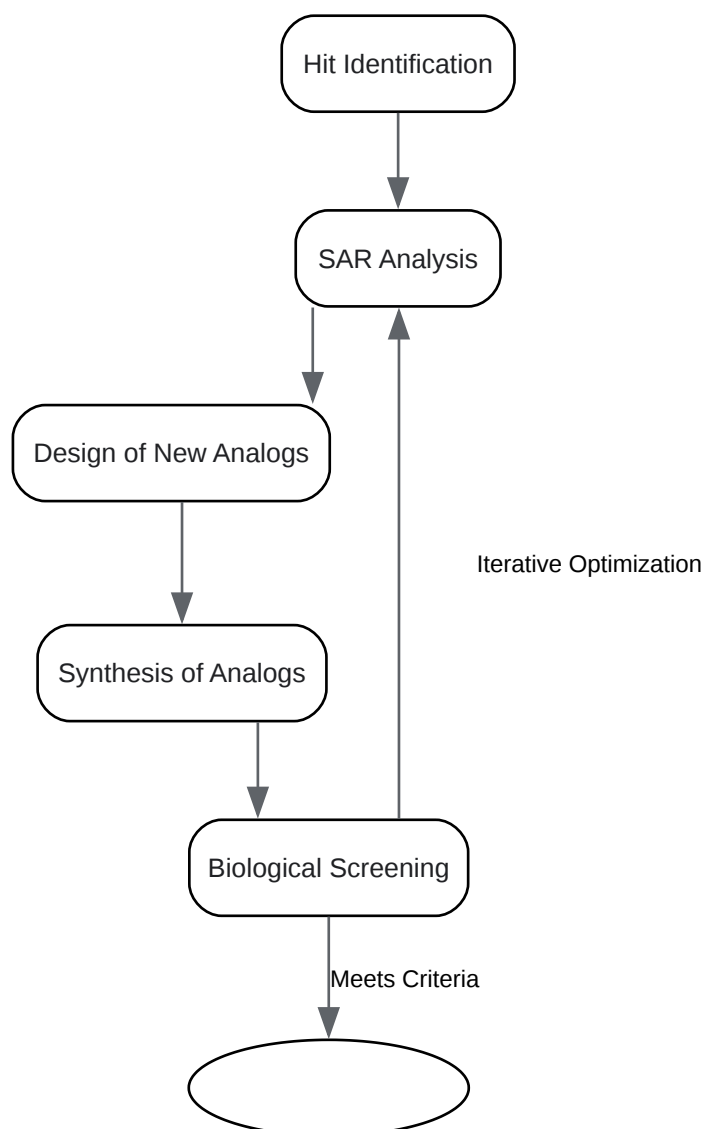 Hit Identification
SAR Analysis
Design of New Analogs
Iterative Optimization
Synthesis of Analogs
Biological Screening
Meets Criteria